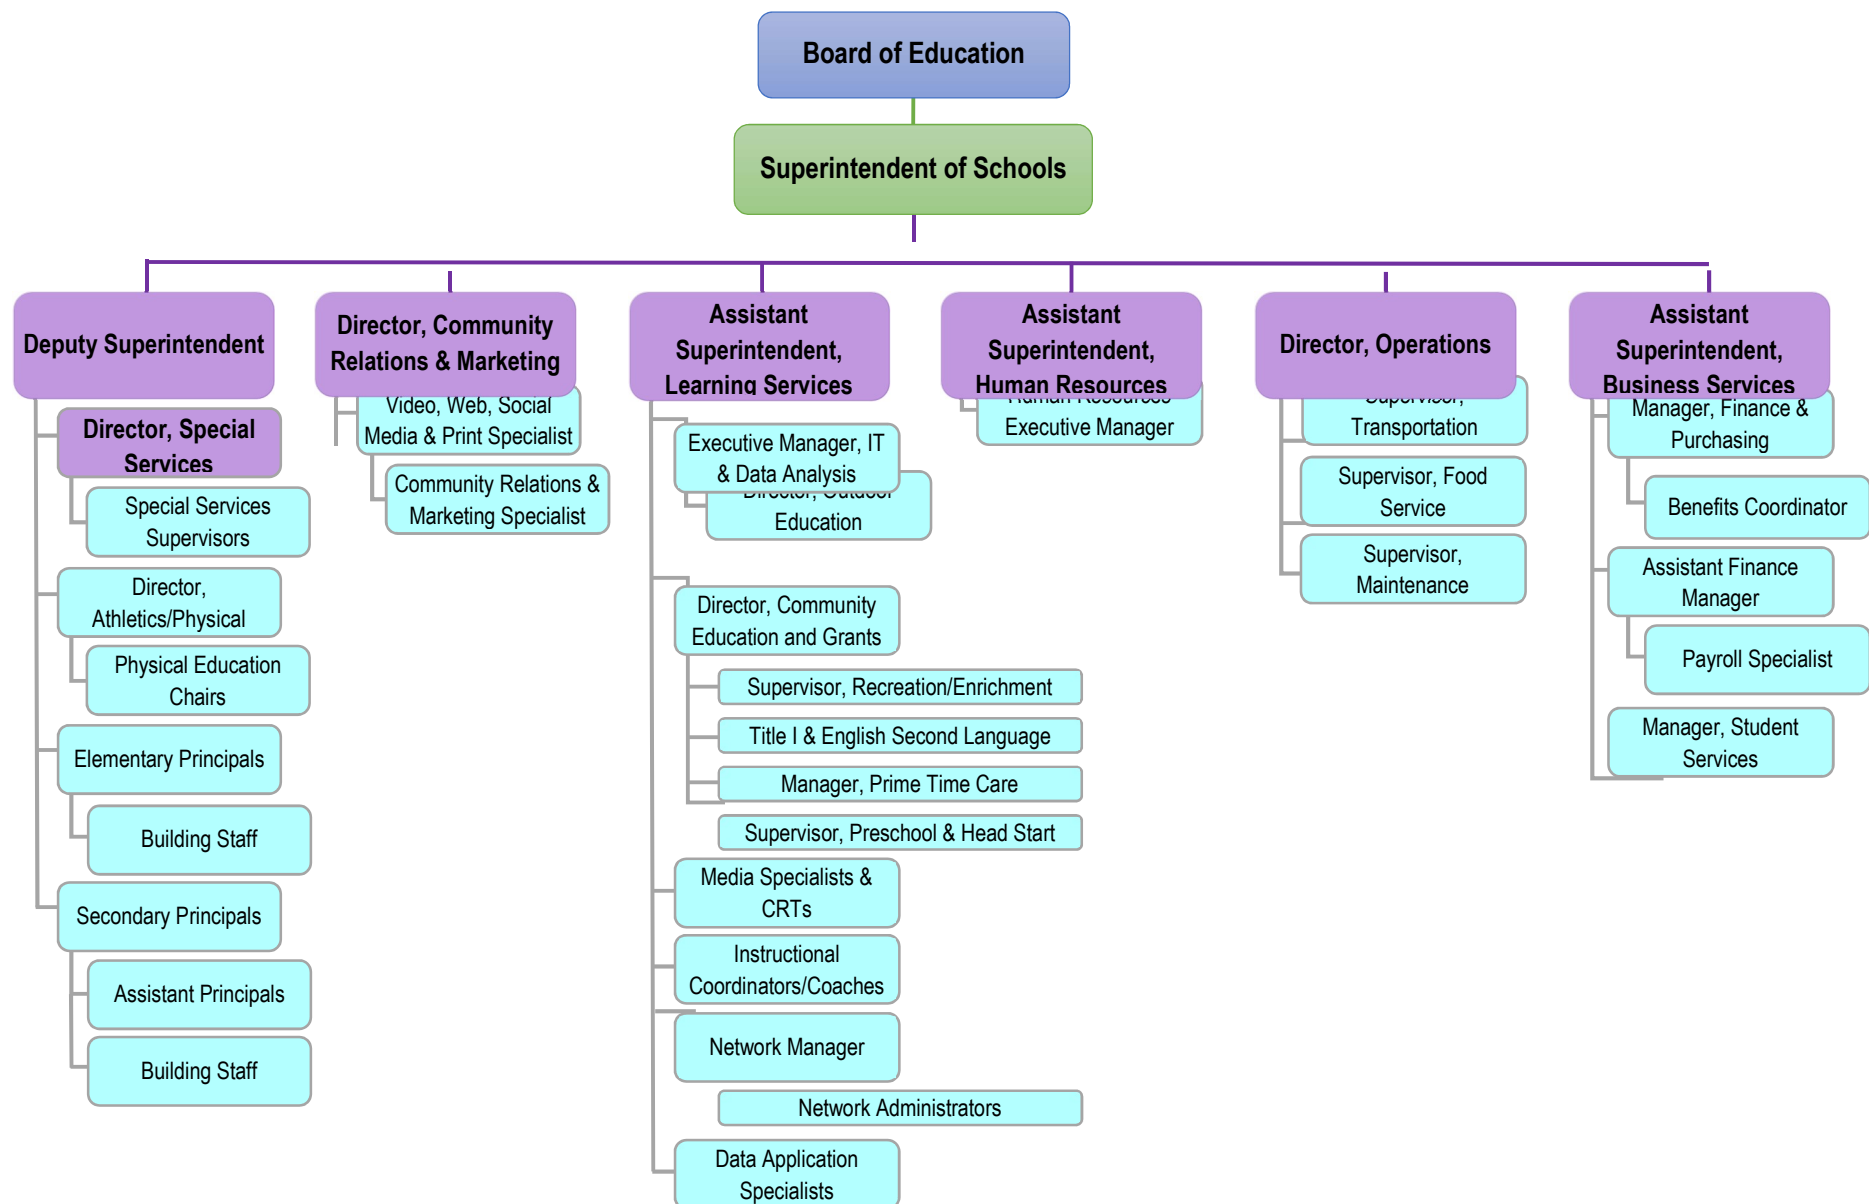 Board of Education
Superintendent of Schools
Deputy Superintendent
Director, Special
Services
Special Services
Supervisors
Director,
Athletics/Physical
Physical Education
Chairs
Elementary Principals
Building Staff
Secondary Principals
Assistant Principals
Building Staff
Director, Community
Relations & Marketing
Video, Web, Social
Media & Print Specialist
Community Relations &
Marketing Specialist
Assistant
Superintendent,
Learning Services
Executive Manager, IT
& Data Analysis
Director, Outdoor
Education
Director, Community
Education and Grants
Supervisor, Recreation/Enrichment
Title I & English Second Language
Manager, Prime Time Care
Supervisor, Preschool & Head Start
Media Specialists &
CRTs
Instructional
Coordinators/Coaches
Network Manager
Network Administrators
Data Application
Specialists
Assistant
Superintendent,
Human Resources
Human Resources
Executive Manager
Director, Operations
Supervisor,
Transportation
Supervisor, Food
Service
Supervisor,
Maintenance
Assistant
Superintendent,
Business Services
Manager, Finance &
Purchasing
Benefits Coordinator
Assistant Finance
Manager
Payroll Specialist
Manager, Student
Services